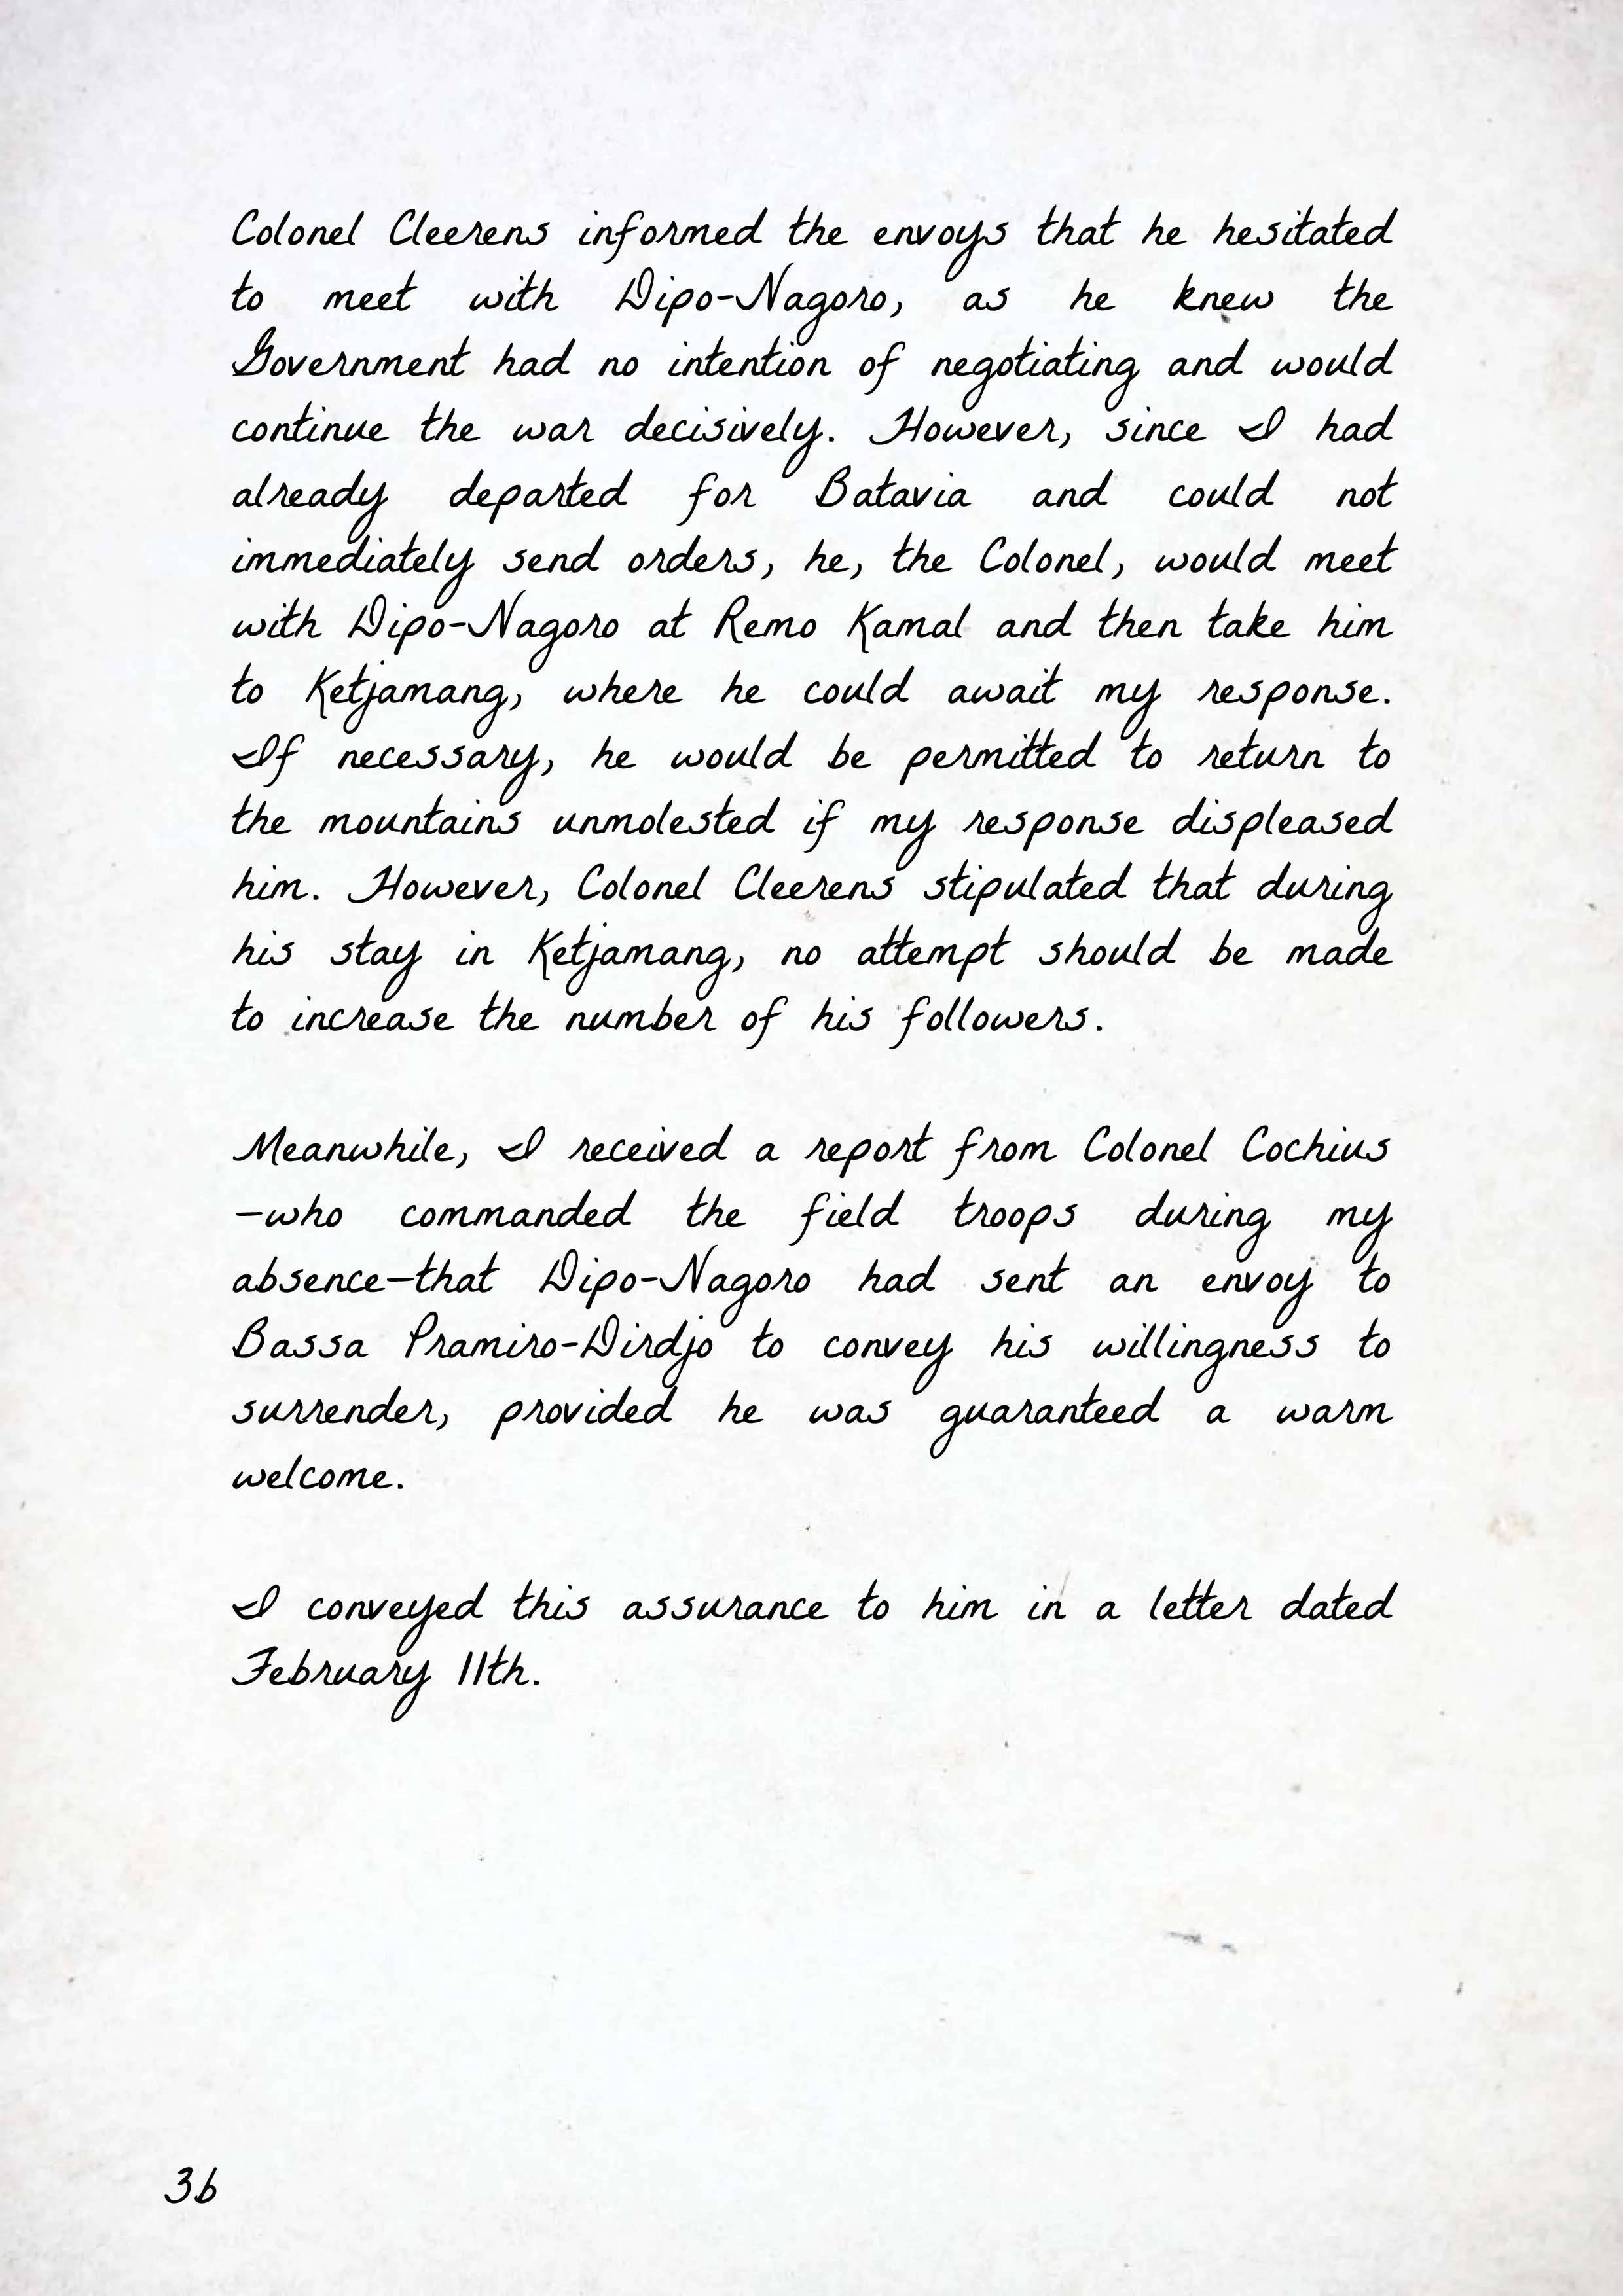 Colonel Cleerens informed the envoys that he hesitated
to meet with Dipo-Nagoro, as he knew the
Government had no intention of negotiating and would
continue the war decisively. However, since I had
already departed for Batavia and could not
immediately send orders, he, the Colonel, would meet
with Dipo-Nagoro at Remo Kamal and then take him
to Ketjamang, where he could await my response.
If necessary, he would be permitted to return to
the mountains unmolested if my response displeased
him. However, Colonel Cleerens stipulated that during
his stay in Ketjamang, no attempt should be made
to increase the number of his followers.
Meanwhile, I received a report from Colonel Cochius
—who commanded the field troops during my
absence—that Dipo-Nagoro had sent an envoy to
Bassa Pramiro-Dirdjo to convey his willingness to
surrender, provided he was guaranteed a warm
welcome.
I conveyed this assurance to him in a letter dated
February 11th.
36